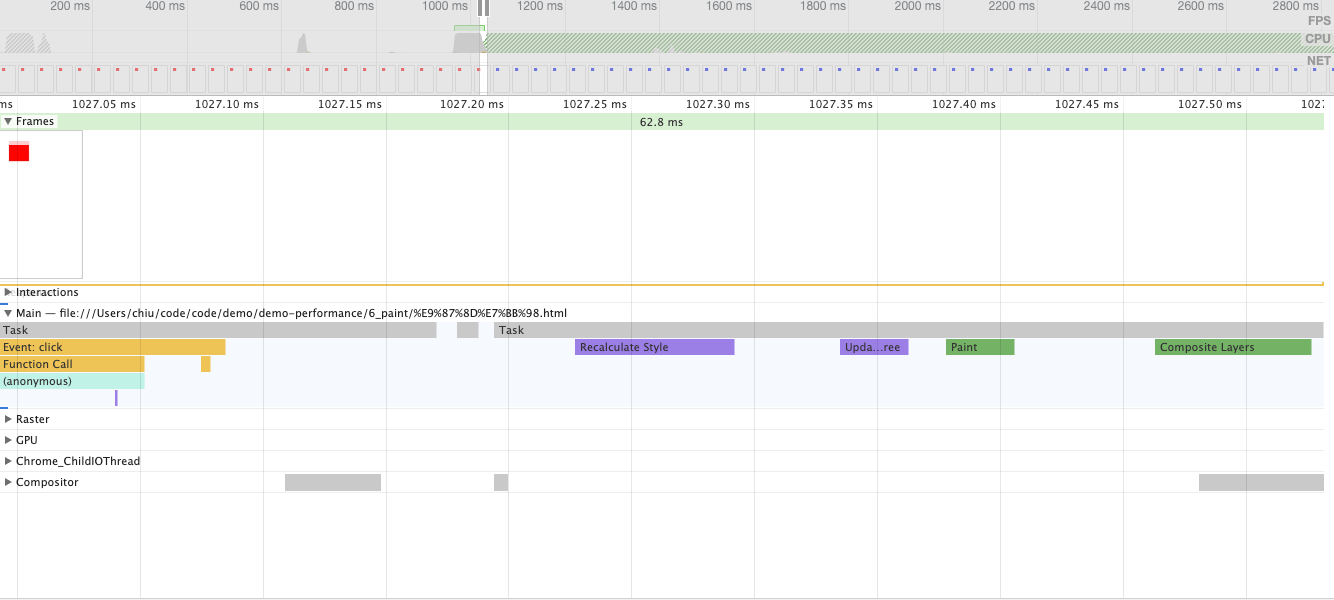 200 ms 400 ms 600 ms 800 ms 1000 ms 1200 ms 1400 ms 1600 ms 1800 ms 2000 ms 2200 ms 2400 ms 2600 ms 2800 ms
FPS
CPU
NET
ms 1027.05 ms 1027.10 ms 1027.15 ms 1027.20 ms 1027.25 ms 1027.30 ms 1027.35 ms 1027.40 ms 1027.45 ms 1027.50 ms 1027
Frames 62.8 ms
Interactions
Main — file:///Users/chiu/code/code/demo/demo-performance/6_paint/%E9%87%8D%E7%BB%98.html
Task Task
Event: click Recalculate Style Upda…ree Paint Composite Layers
Function Call
(anonymous)
Raster
GPU
Chrome_ChildIOThread
Compositor